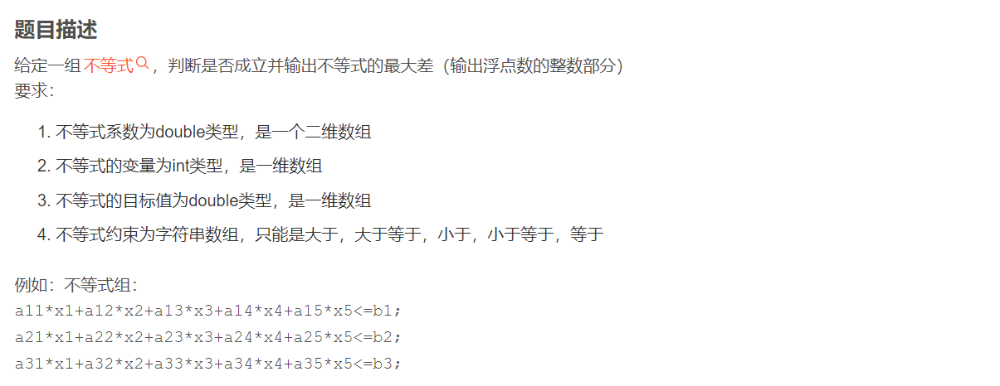 题目描述
给定一组不等式，判断是否成立并输出不等式的最大差（输出浮点数的整数部分）
要求：
1. 不等式系数为double类型，是一个二维数组
2. 不等式的变量为int类型，是一维数组
3. 不等式的目标值为double类型，是一维数组
4. 不等式约束为字符串数组，只能是大于，大于等于，小于，小于等于，等于
例如：不等式组：
a11*x1+a12*x2+a13*x3+a14*x4+a15*x5<=b1;
a21*x1+a22*x2+a23*x3+a24*x4+a25*x5<=b2;
a31*x1+a32*x2+a33*x3+a34*x4+a35*x5<=b3;